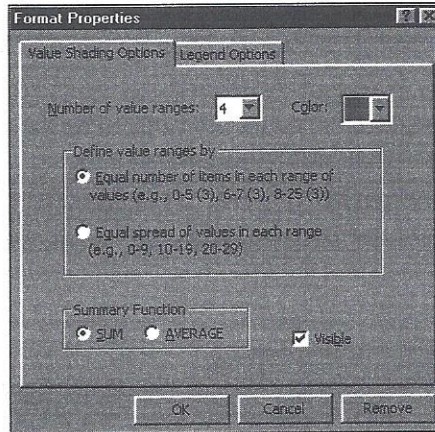 Format Properties
Value Shading Options Legend Options
Number of value ranges: 4 Color:
Define value ranges by
Equal number of items in each range of
values (e.g., 0-5 (3), 6-7 (3), 8-25 (3))
Equal spread of values in each range
(e.g., 0-9, 10-19, 20-29)
Summary Function
SUM AVERAGE Visible
OK Cancel Remove